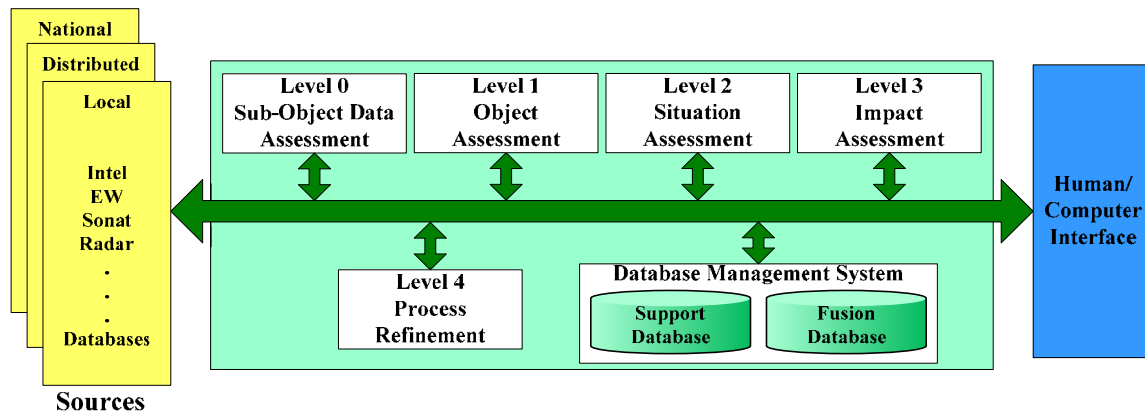 National
Distributed
Local
Intel
EW
Sonat
Radar
.
.
.
Databases
Sources
Level 0
Sub-Object Data
Assessment
Level 1
Object
Assessment
Level 2
Situation
Assessment
Level 3
Impact
Assessment
Level 4
Process
Refinement
Database Management System
Support
Database
Fusion
Database
Human/
Computer
Interface